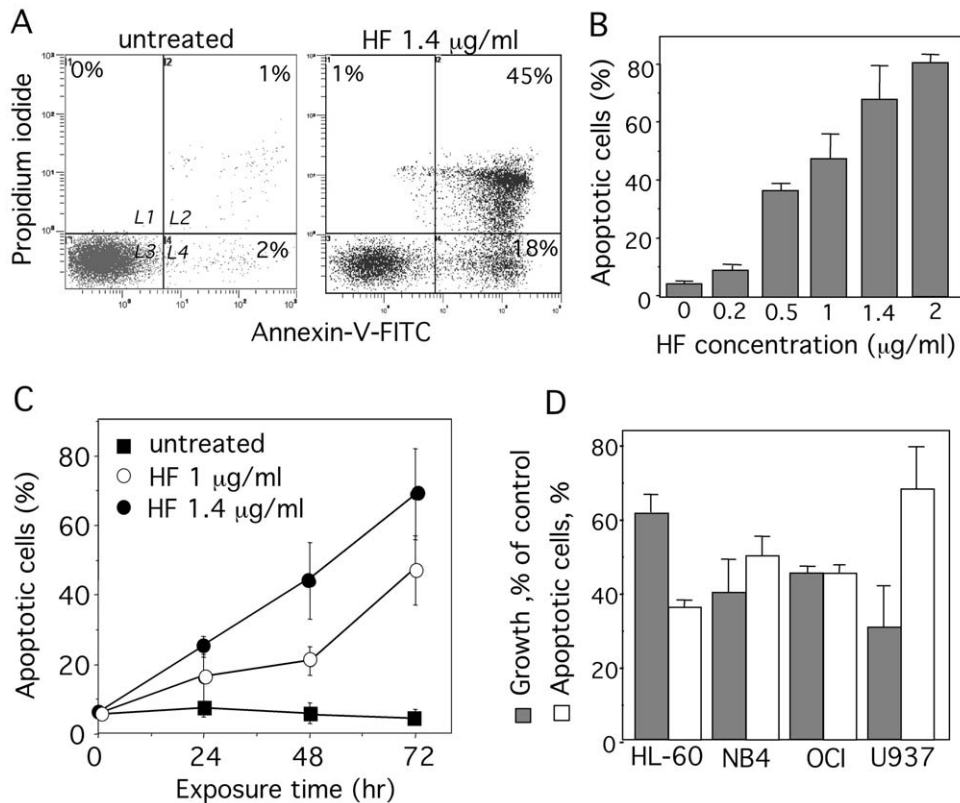 A
untreated
HF 1.4 µg/ml
Propidium iodide
0%
1%
L1
L2
L3
L4
2%
1%
45%
18%
Annexin-V-FITC
B
Apoptotic cells (%)
80
60
40
20
0
0 0.2 0.5 1 1.4 2
HF concentration (µg/ml)
C
untreated
HF 1 µg/ml
HF 1.4 µg/ml
Apoptotic cells (%)
80
60
40
20
0
0 24 48 72
Exposure time (hr)
D
Growth ,% of control
Apoptotic cells, %
80
60
40
20
0
HL-60 NB4 OCI U937